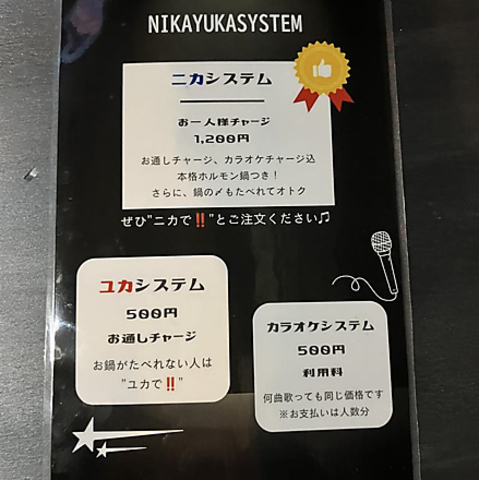 NIKAYUKASYSTEM
ニカシステム
お一人様チャージ
1,200円
お通しチャージ、カラオケチャージ込
本格ホルモン鍋つき！
さらに、鍋の〆もたべれてオトク
ぜひ"ニカで‼"とご注文ください♫
ユカシステム
500円
お通しチャージ
お鍋がたべれない人は
"ユカで‼"
カラオケシステム
500円
利用料
何曲歌っても同じ価格です
※お支払いは人数分